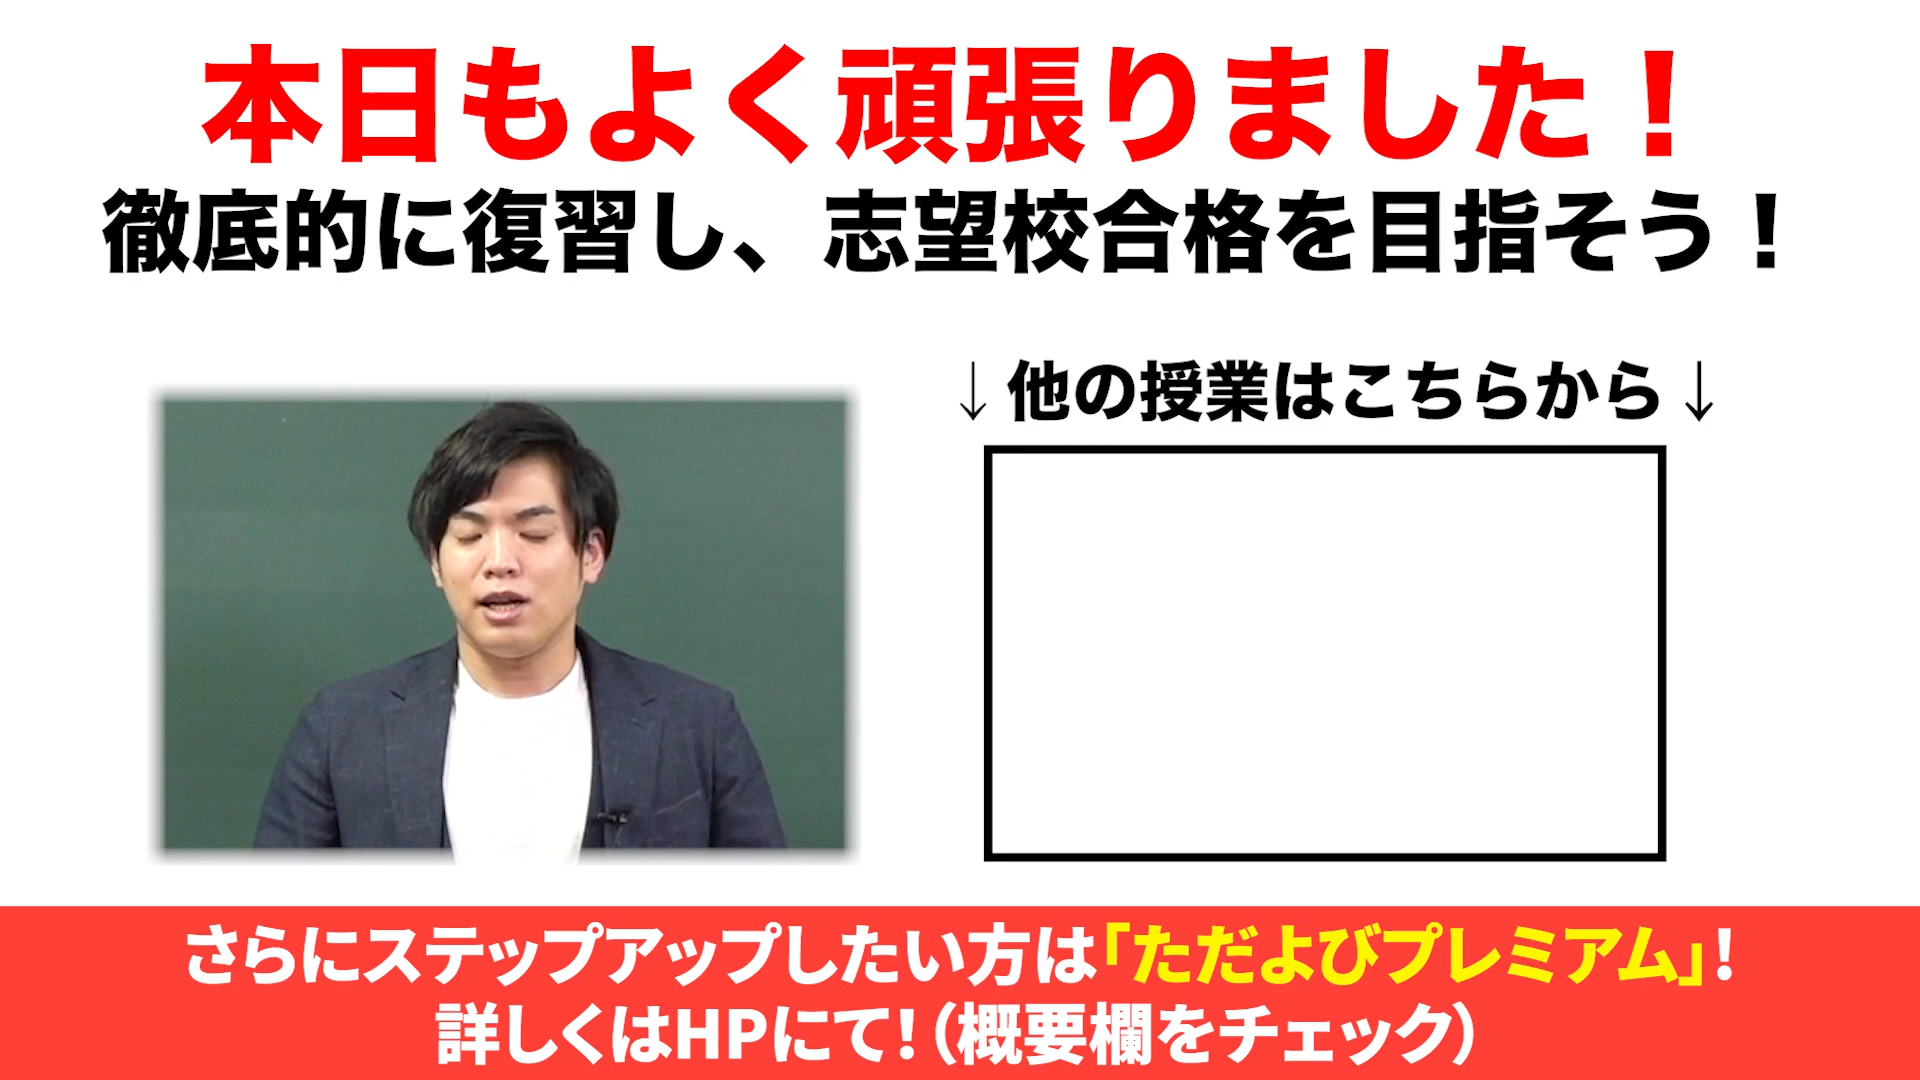 本日もよく頑張りました！
徹底的に復習し、志望校合格を目指そう！
↓他の授業はこちらから↓
さらにステップアップしたい方は「ただよびプレミアム」！
詳しくはHPにて！（概要欄をチェック）